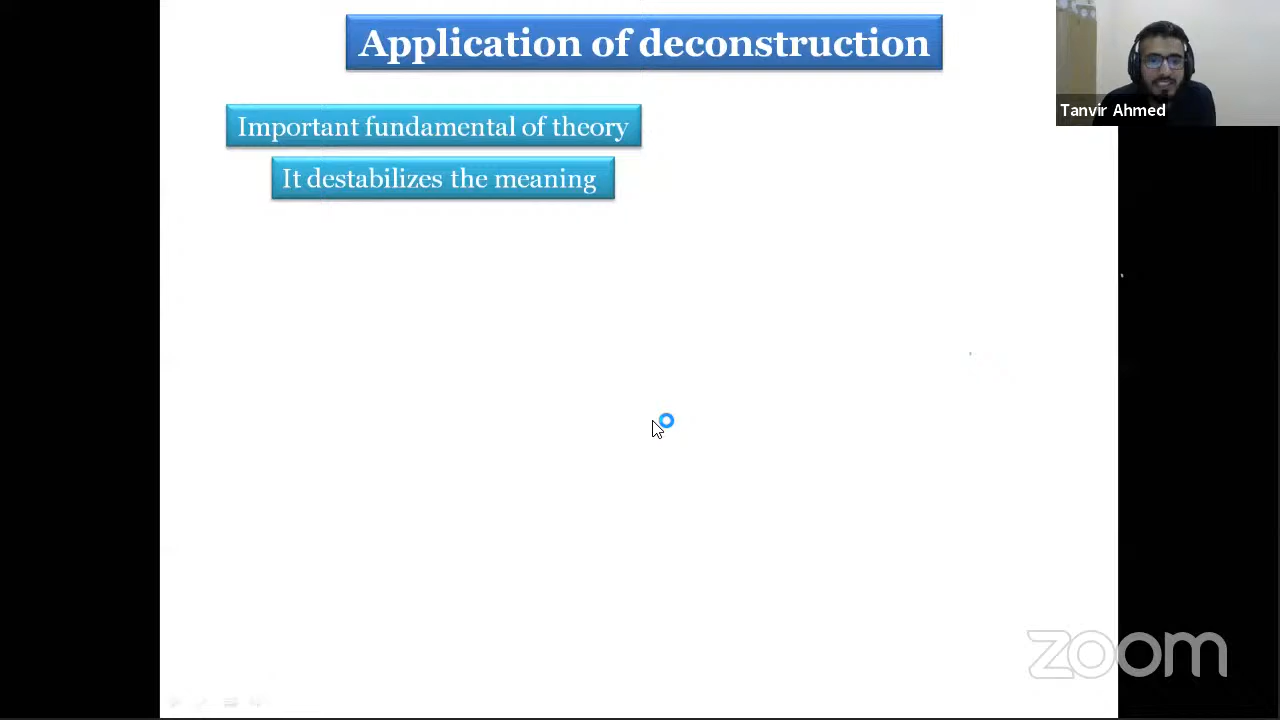 Application of deconstruction
Tanvir Ahmed
Important fundamental of theory
It destabilizes the meaning
zoom